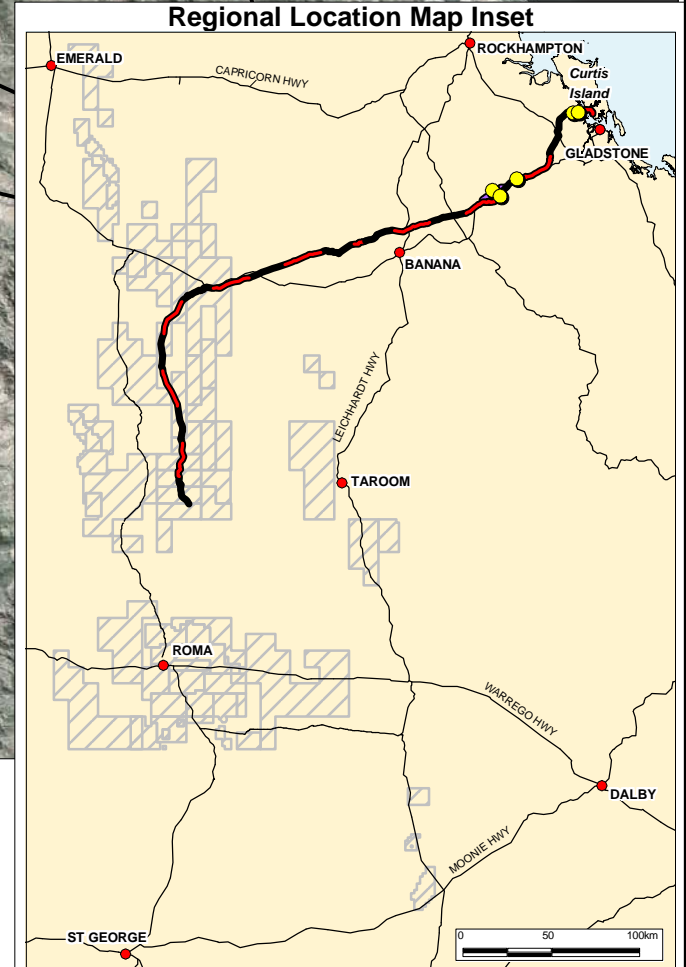 Regional Location Map Inset
ROCKHAMPTON
EMERALD
CAPRICORN HWY
Curtis
Island
GLADSTONE
BANANA
LEICHHARDT HWY
TAROOM
ROMA
WARREGO HWY
DALBY
MOONIE HWY
ST GEORGE
0 50 100km